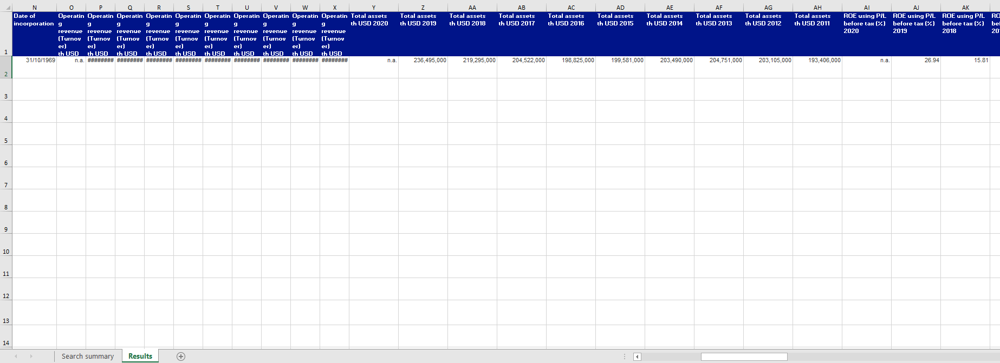 N O P Q R S T U V W X Y Z AA AB AC AD AE AF AG AH AI AJ AK
Date of Operatin Operatin Operatin Operatin Operatin Operatin Operatin Operatin Operatin Operatin Total assets Total assets Total assets Total assets Total assets Total assets Total assets Total assets Total assets Total assets ROE using P/L ROE using P/L ROE using P/L RO
incorporation g g g g g g g g g g th USD 2020 th USD 2019 th USD 2018 th USD 2017 th USD 2016 th USD 2015 th USD 2014 th USD 2013 th USD 2012 th USD 2011 before tax (%) before tax (%) before tax (%) be
revenue revenue revenue revenue revenue revenue revenue revenue revenue revenue 2020 2019 2018 20
(Turnov (Turnov (Turnov (Turnov (Turnov (Turnov (Turnov (Turnov (Turnov (Turnov
er) er) er) er) er) er) er) er) er) er)
1 th USD th USD th USD th USD th USD th USD th USD th USD th USD th USD
31/10/1969 n.a. ######## ######## ######## ######## ######## ######## ######## ######## ######## n.a. 236,495,000 219,295,000 204,522,000 198,825,000 199,581,000 203,490,000 204,751,000 203,105,000 193,406,000 n.a. 26.94 15.81
2
3
4
5
6
7
8
9
10
11
12
13
14
Search summary Results